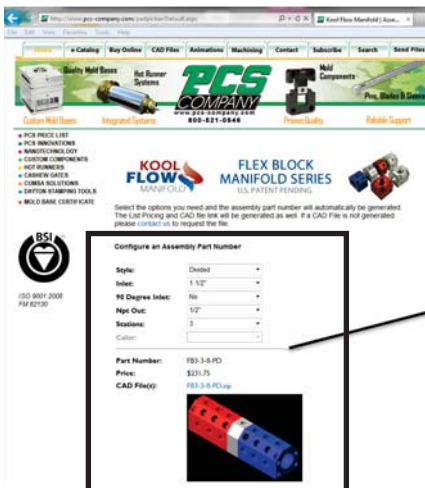 http://www.pcs-company.com/partpicker/Default.aspx
Kool Flow Manifold | Asse...
File Edit View Favorites Tools Help
Home e-Catalog Buy Online CAD Files Animations Machining Contact Subscribe Search Send Files
Quality Mold Bases
Hot Runner Systems
PCS COMPANY
www.pcs-company.com
800-521-0546
Mold Components
Pins, Blades & Sleeves
Custom Mold Bases Integrated Systems Proven Quality Reliable Support
PCS PRICE LIST
PCS INNOVATIONS
NANOTECHNOLOGY
CUSTOM COMPONENTS
HOT RUNNERS
CASHEW GATES
CUMSA SOLUTIONS
DAYTON STAMPING TOOLS
MOLD BASE CERTIFICATE
KOOL FLOW MANIFOLD
FLEX BLOCK MANIFOLD SERIES
U.S. PATENT PENDING
Select the options you need and the assembly part number will automatically be generated.
The List Pricing and CAD file link will be generated as well. If a CAD File is not generated
please contact us to request the file.
BSI
ISO 9001:2008
FM 62130
Configure an Assembly Part Number
Style: Divided
Inlet: 1 1/2"
90 Degree Inlet: No
Npt Out: 1/2"
Stations: 3
Color:
Part Number: FB3-3-8-PD
Price: $231.75
CAD File(s): FB3-3-8-PD.zip